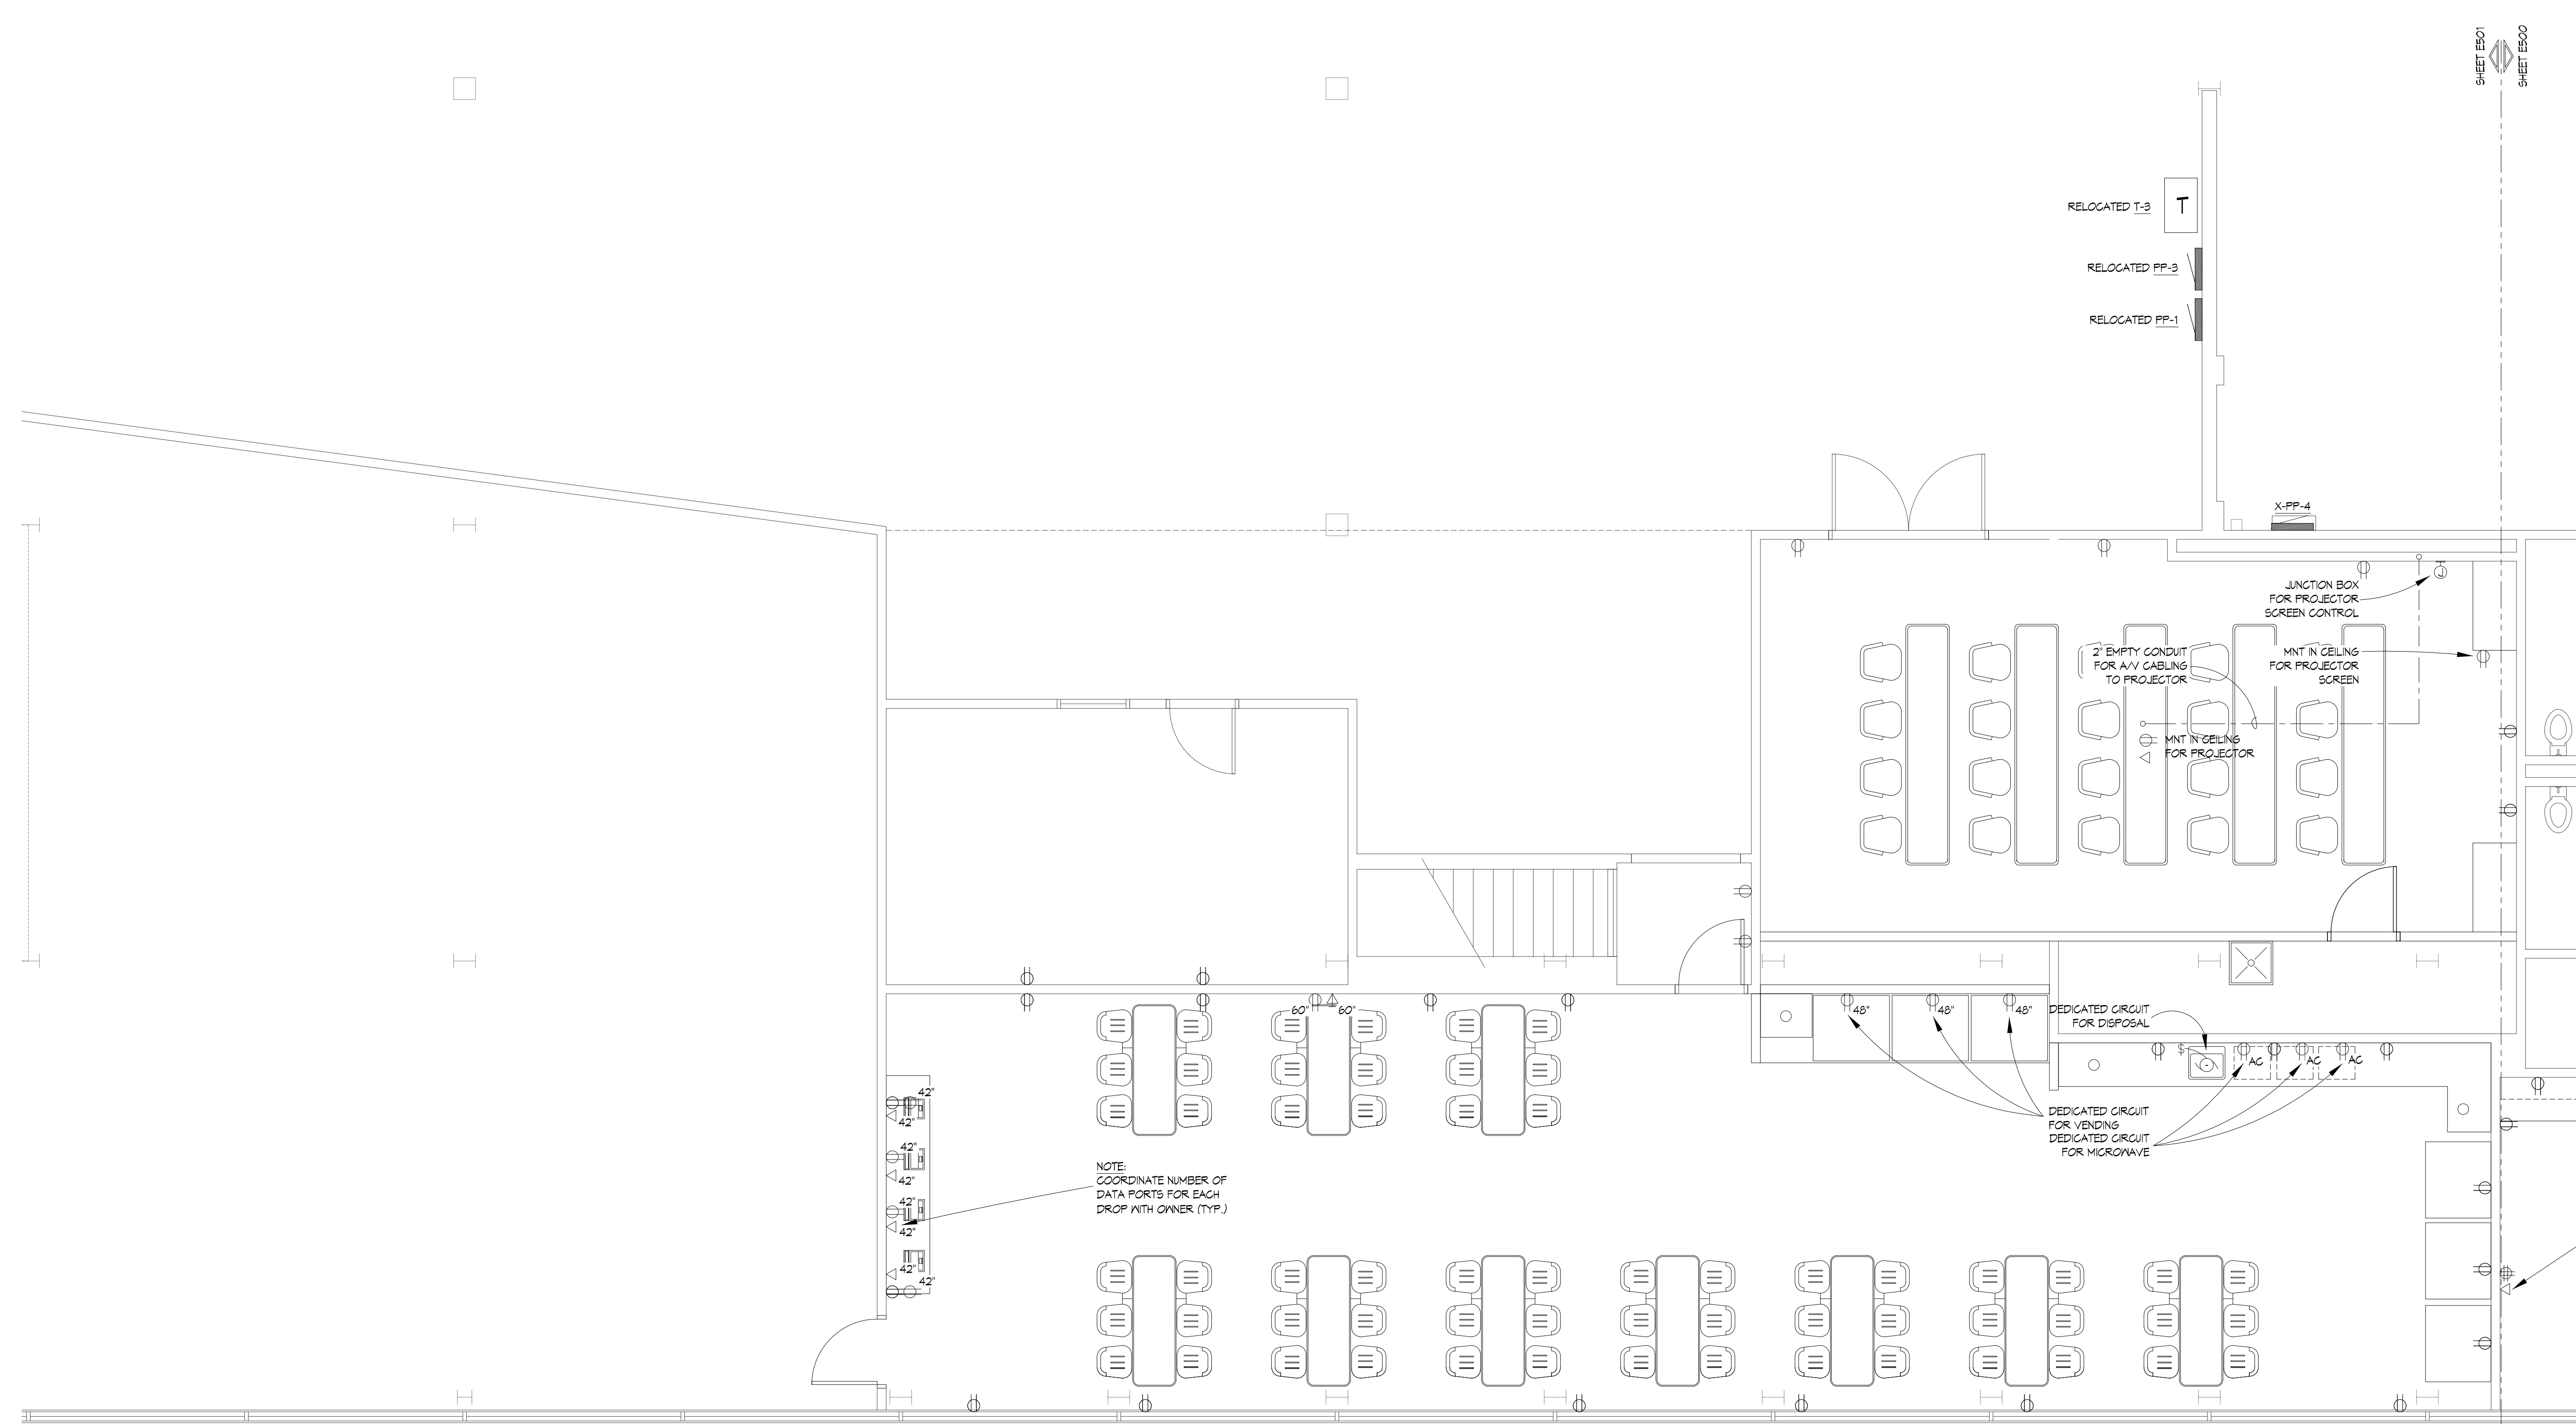 SHEET E501
SHEET E500
RELOCATED T-3
T
RELOCATED PP-3
RELOCATED PP-1
X-PP-4
J
JUNCTION BOX
FOR PROJECTOR
SCREEN CONTROL
2" EMPTY CONDUIT
FOR A/V CABLING
TO PROJECTOR
MNT IN CEILING
FOR PROJECTOR
SCREEN
MNT IN CEILING
FOR PROJECTOR
60" 60"
48" 48" 48"
DEDICATED CIRCUIT
FOR DISPOSAL
$
AC AC AC
DEDICATED CIRCUIT
FOR VENDING
DEDICATED CIRCUIT
FOR MICROWAVE
42"
42"
42"
42"
42"
42"
42"
42"
NOTE:
COORDINATE NUMBER OF
DATA PORTS FOR EACH
DROP WITH OWNER (TYP.)